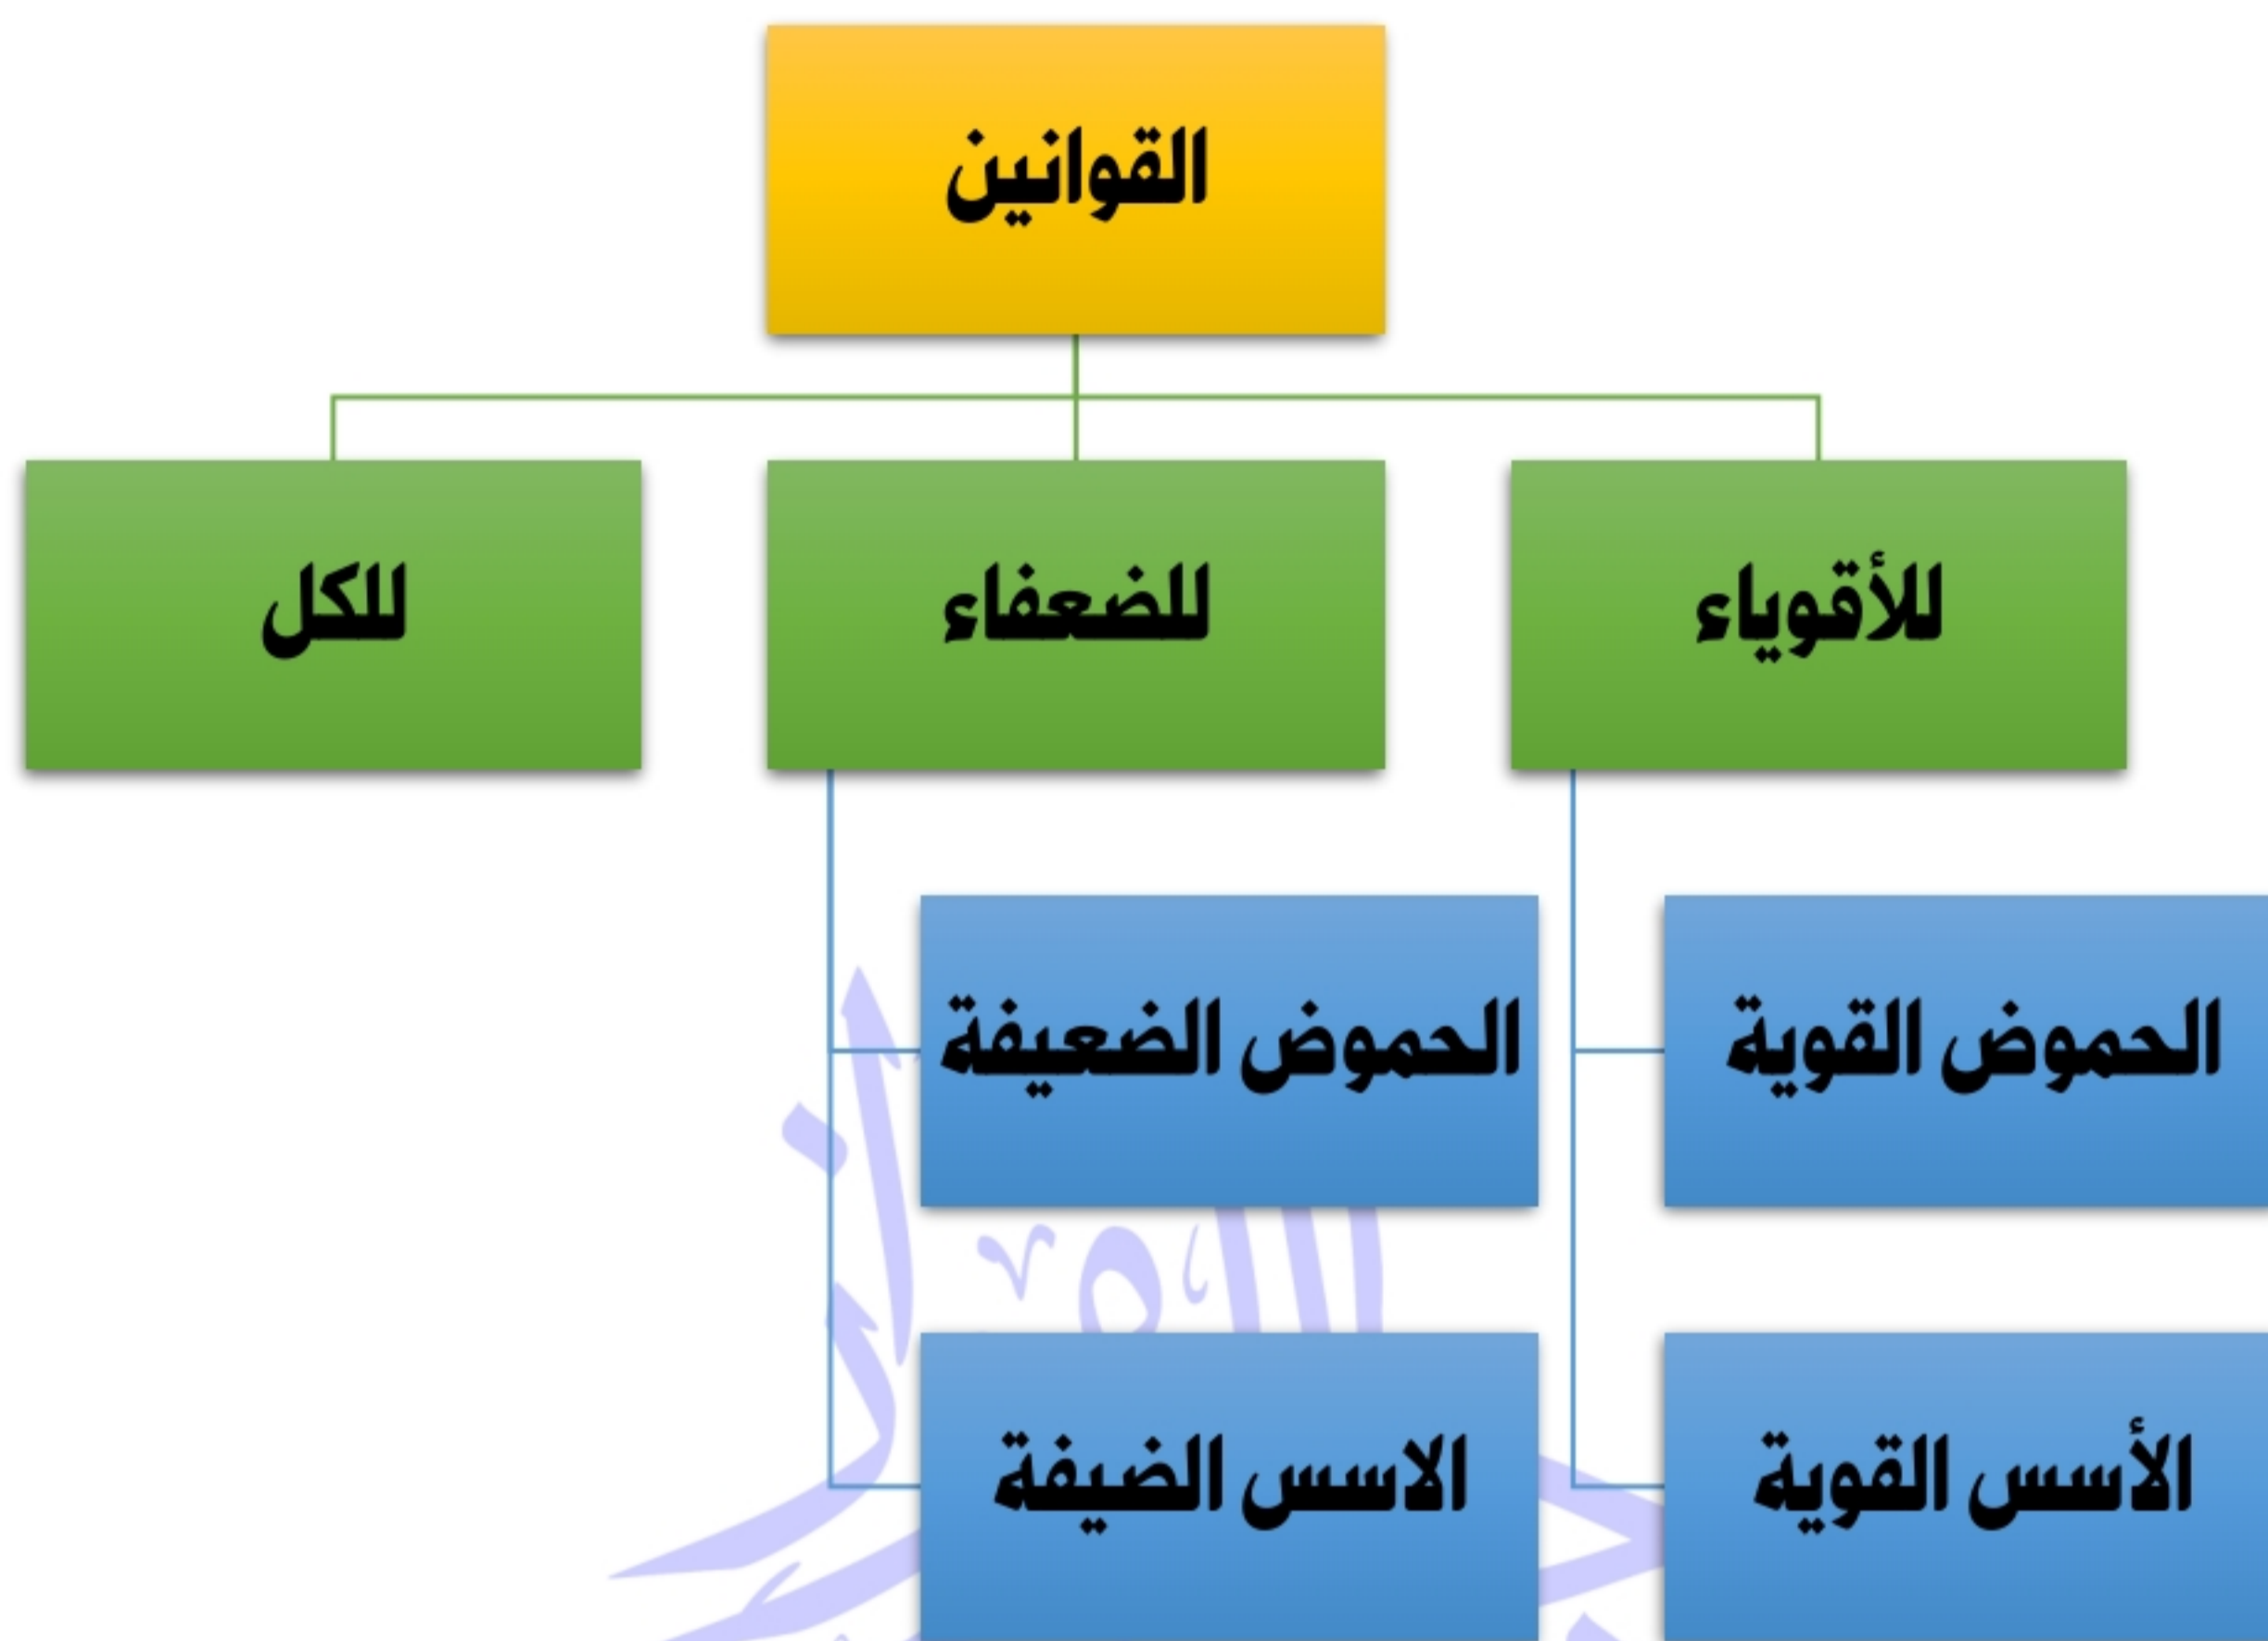 القوانين
للأقوياء
للضعفاء
للكل
الحموض القوية
الحموض الضعيفة
الأسس القوية
الاسس الضيفة